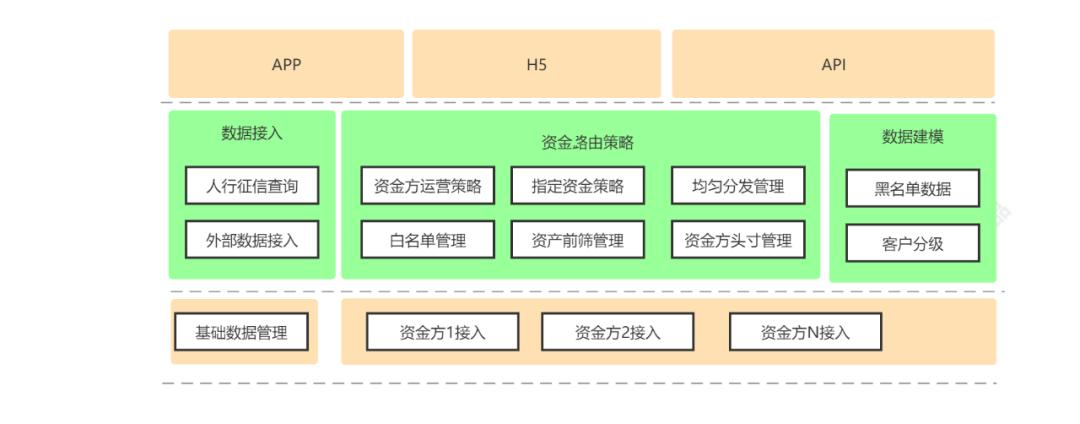 APP
H5
API
数据接入
人行征信查询
外部数据接入
资金路由策略
资金方运营策略
指定资金策略
均匀分发管理
白名单管理
资产前筛管理
资金方头寸管理
数据建模
黑名单数据
客户分级
基础数据管理
资金方1接入
资金方2接入
资金方N接入